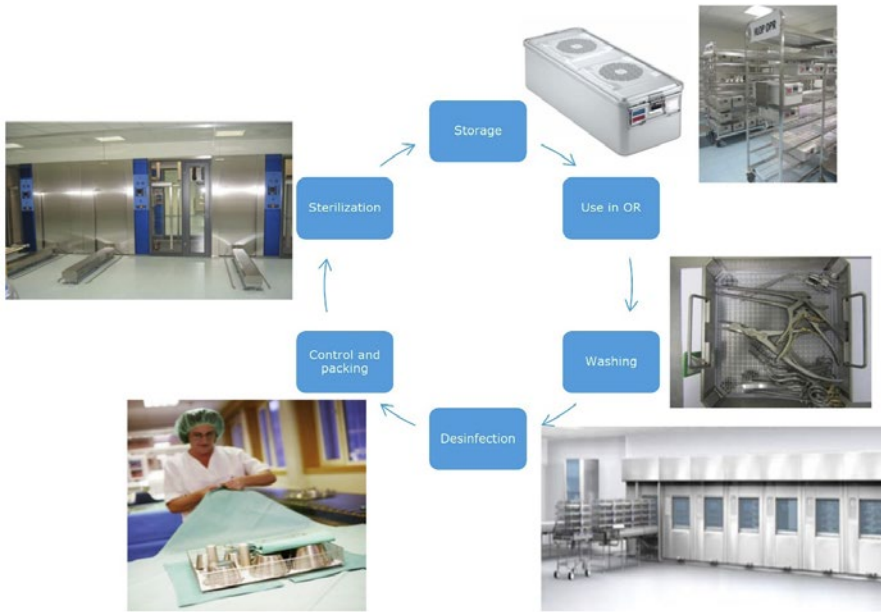 Storage
Use in OR
Washing
Desinfection
Control and
packing
Sterilization